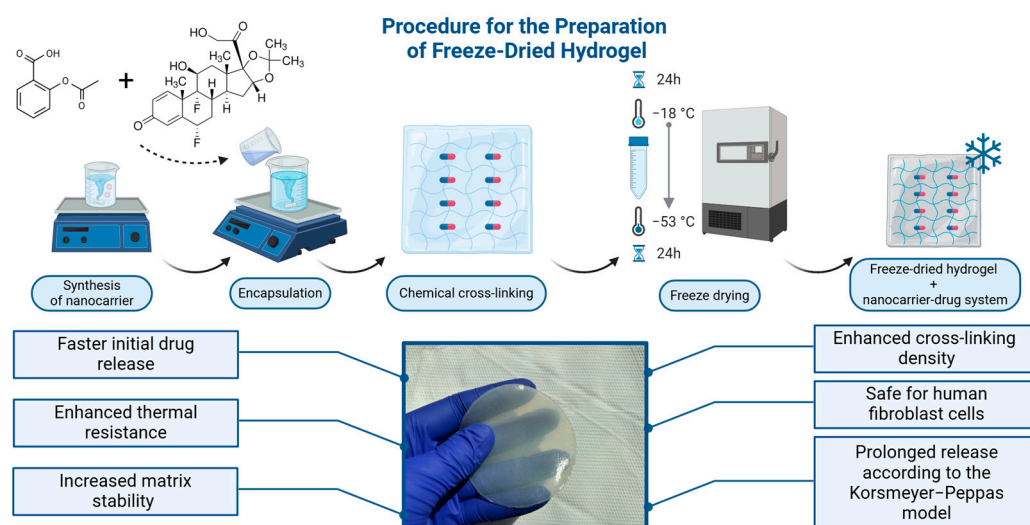 Procedure for the Preparation
of Freeze-Dried Hydrogel
O
OH
O
O
+
HO
O
HO
H₃C
H₃C
O
CH₃
CH₃
O
H
H
F
H
H
O
F
24h
−18 °C
−53 °C
24h
Synthesis
of nanocarrier
Encapsulation
Chemical cross-linking
Freeze drying
Freeze-dried hydrogel
+
nanocarrier-drug system
Faster initial drug
release
Enhanced thermal
resistance
Increased matrix
stability
Enhanced cross-linking
density
Safe for human
fibroblast cells
Prolonged release
according to the
Korsmeyer–Peppas
model